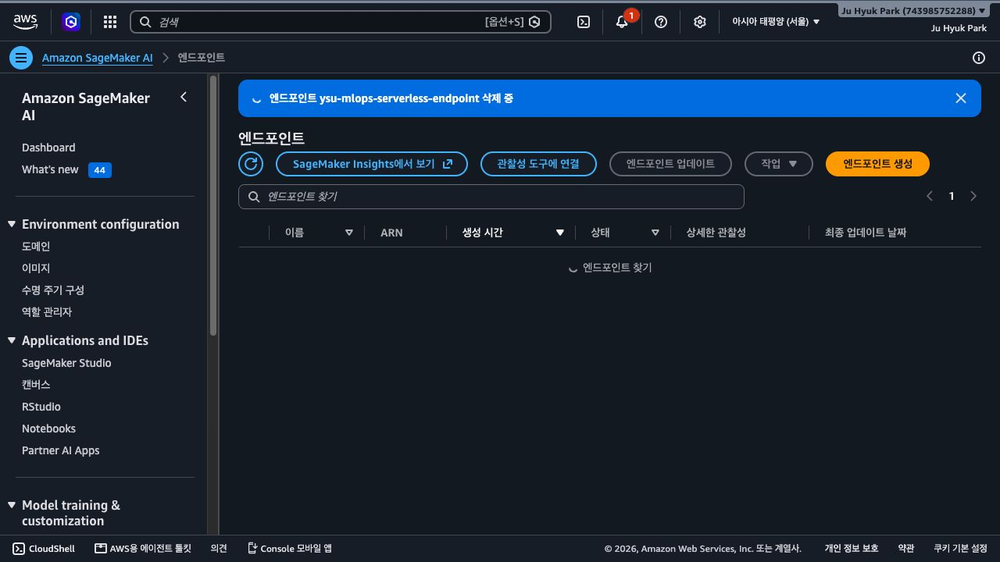 aws
검색
[옵션+S]
1
아시아 태평양 (서울)
Ju Hyuk Park (743985752288)
Ju Hyuk Park
Amazon SageMaker AI
엔드포인트
Amazon SageMaker
AI
Dashboard
What's new 44
Environment configuration
도메인
이미지
수명 주기 구성
역할 관리자
Applications and IDEs
SageMaker Studio
캔버스
RStudio
Notebooks
Partner AI Apps
Model training &
customization
엔드포인트 ysu-mlops-serverless-endpoint 삭제 중
엔드포인트
SageMaker Insights에서 보기
관찰성 도구에 연결
엔드포인트 업데이트
작업
엔드포인트 생성
엔드포인트 찾기
1
이름 ARN 생성 시간 상태 상세한 관찰성 최종 업데이트 날짜
엔드포인트 찾기
CloudShell AWS용 에이전트 툴킷 의견 Console 모바일 앱 © 2026, Amazon Web Services, Inc. 또는 계열사. 개인 정보 보호 약관 쿠키 기본 설정